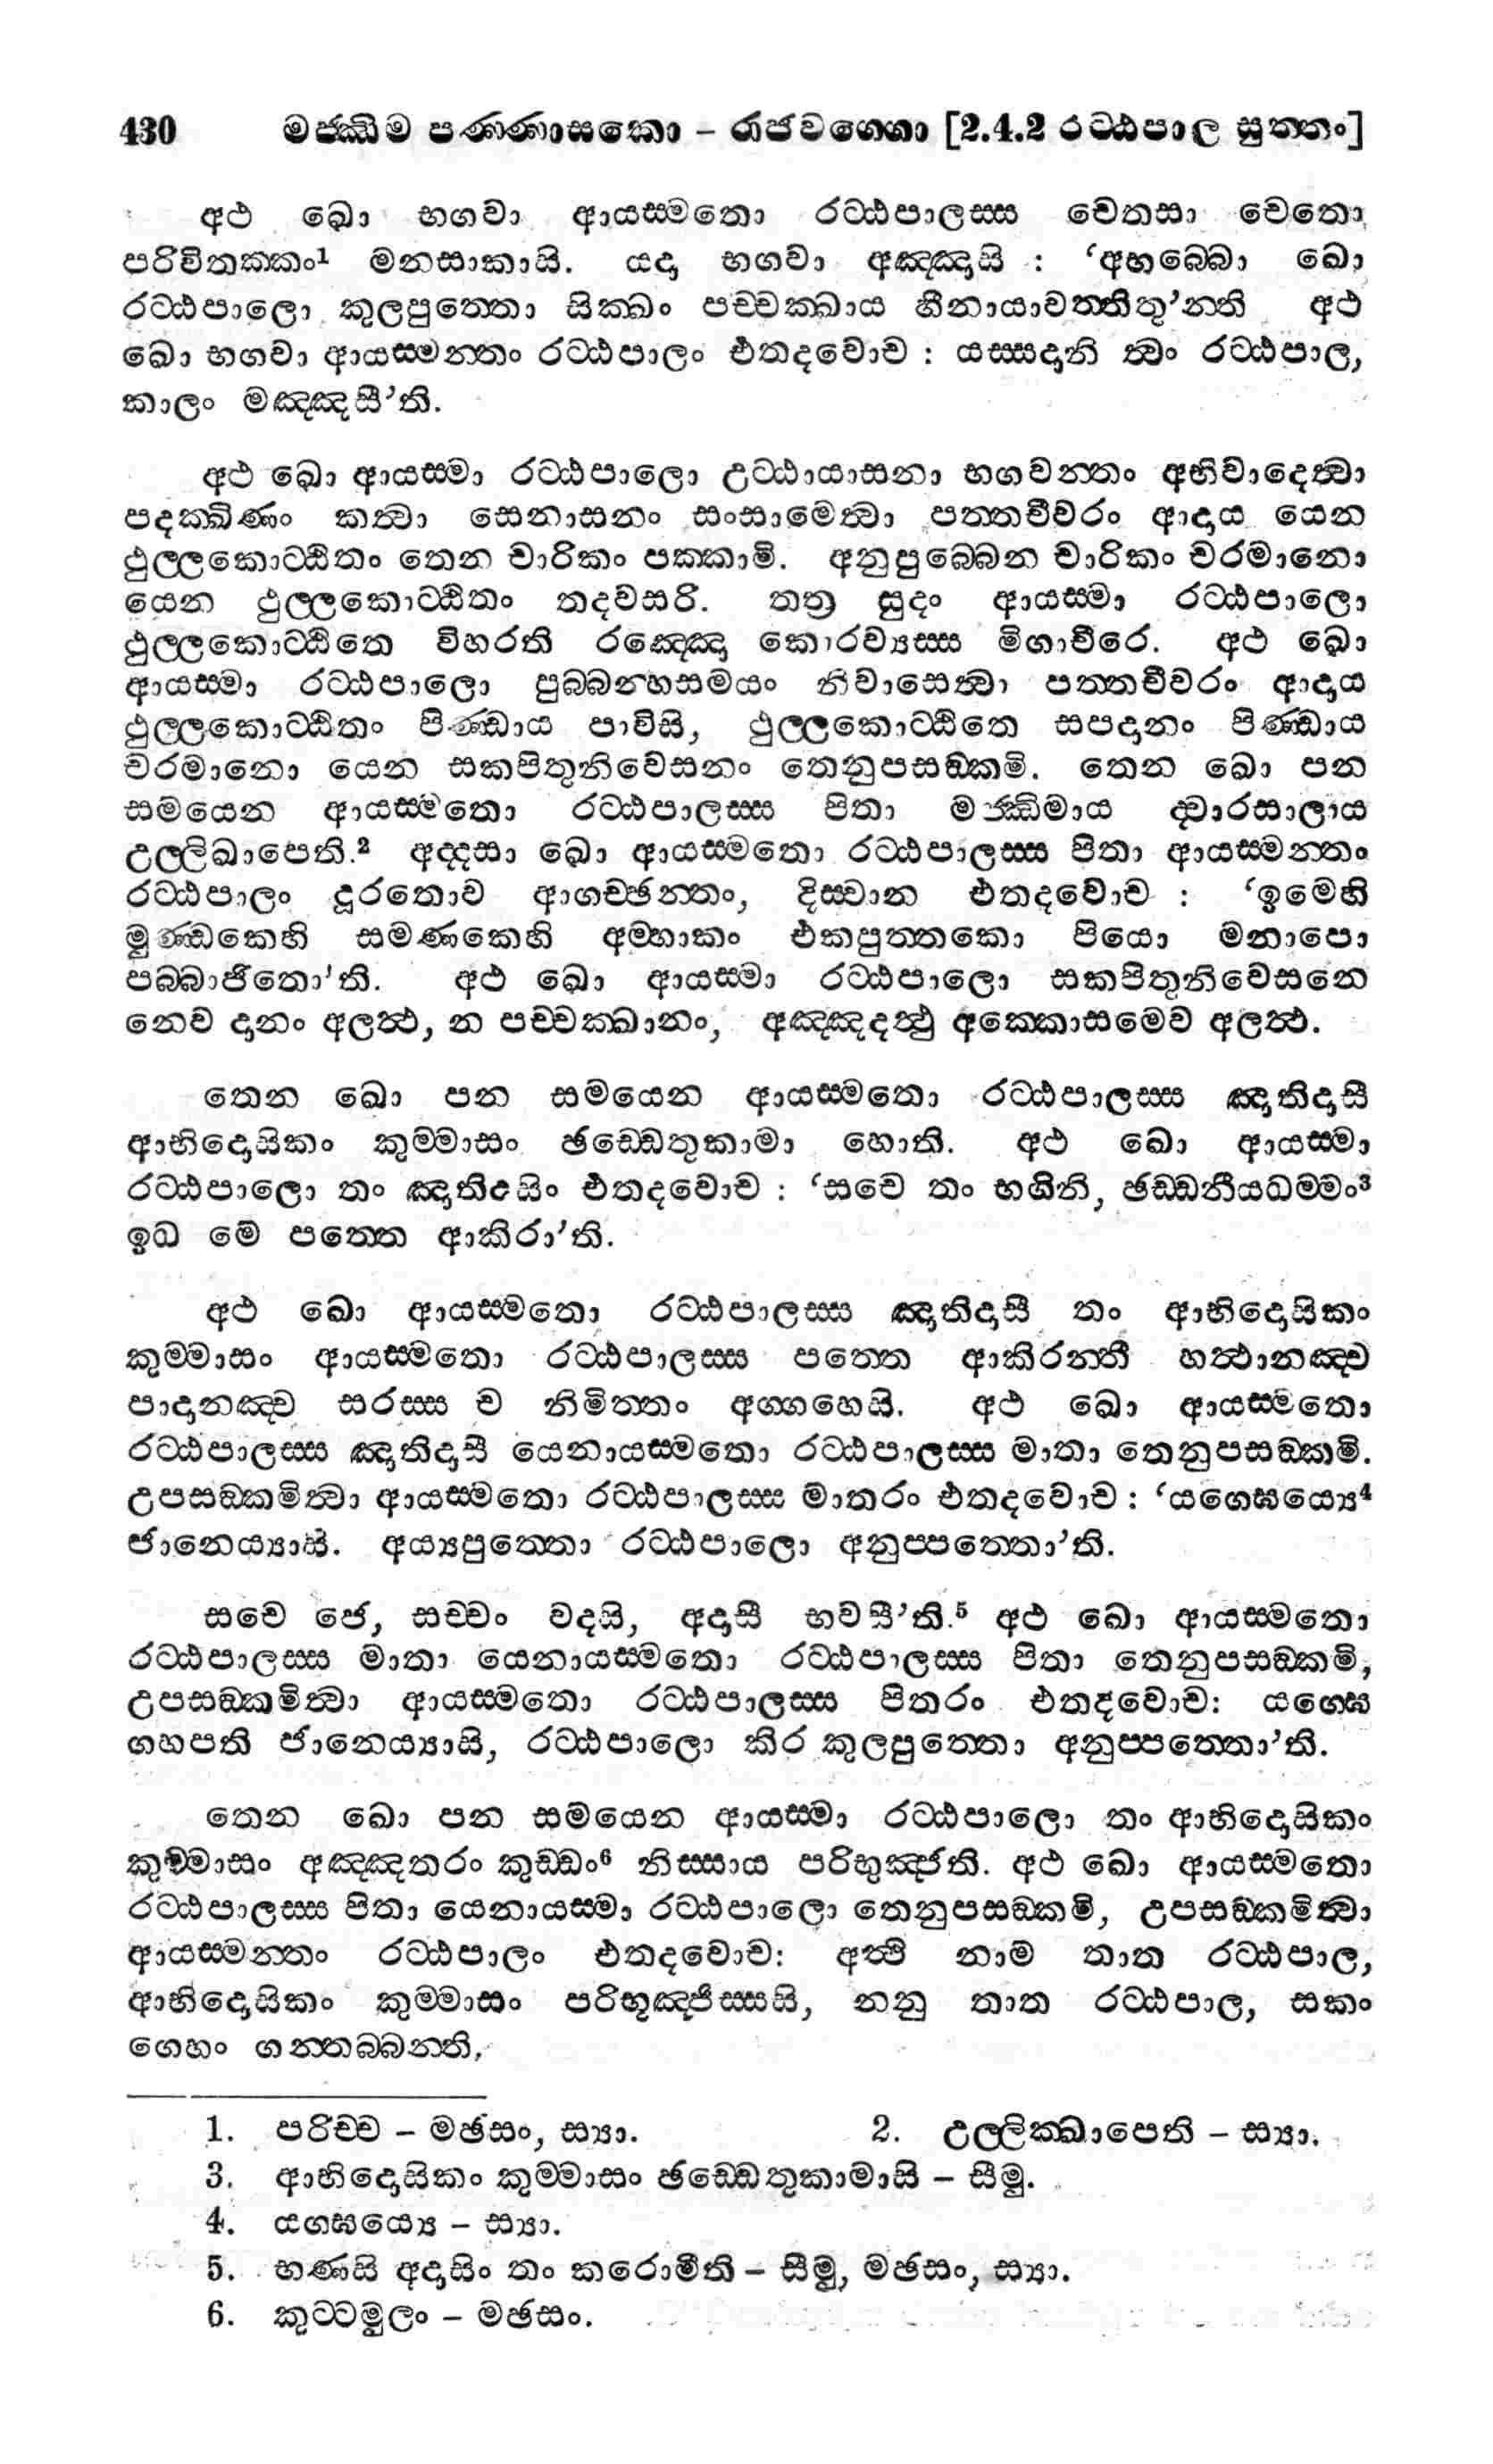 430 මජ්ඣිම පණ්ණාසකො – රාජවග්ගො [2.4.2 රට්ඨපාල සුත්තං]
අථ ඛො භගවා ආයස්මතො රට්ඨපාලස්ස චෙතසා චෙතො
පරිවිතක්කං¹ මනසාකාසි. යදා භගවා අඤ්ඤාසි : ‘අභබ්බො ඛො
රට්ඨපාලො කුලපුත්තො සික්ඛං පච්චක්ඛාය හීනායාවත්තිතු’න්ති අථ
ඛො භගවා ආයස්මන්තං රට්ඨපාලං එතදවොච : යස්සදානි ත්වං රට්ඨපාල,
කාලං මඤ්ඤසී’ති.
අථ ඛො ආයස්මා රට්ඨපාලො උට්ඨායාසනා භගවන්තං අභිවාදෙත්වා
පදක්ඛිණං කත්වා සෙනාසනං සංසාමෙත්වා පත්තචීවරං ආදාය යෙන
ථුල්ලකොට්ඨිතං තෙන චාරිකං පක්කාමි. අනුපුබ්බෙන චාරිකං චරමානො
යෙන ථුල්ලකොට්ඨිතං තදවසරි. තත්‍ර සුදං ආයස්මා රට්ඨපාලො
ථුල්ලකොට්ඨිතෙ විහරති රඤ්ඤො කොරව්‍යස්ස මිගාචීරෙ. අථ ඛො
ආයස්මා රට්ඨපාලො පුබ්බන්හසමයං නිවාසෙත්වා පත්තචීවරං ආදාය
ථුල්ලකොට්ඨිතං පිණ්ඩාය පාවිසි, ථුල්ලකොට්ඨිතෙ සපදානං පිණ්ඩාය
චරමානො යෙන සකපිතුනිවෙසනං තෙනුපසඞ්කමි. තෙන ඛො පන
සමයෙන ආයස්මතො රට්ඨපාලස්ස පිතා මජ්ඣිමාය ද්වාරසාලාය
උල්ලිඛාපෙති.² අද්දසා ඛො ආයස්මතො රට්ඨපාලස්ස පිතා ආයස්මන්තං
රට්ඨපාලං දූරතොව ආගච්ඡන්තං, දිස්වාන එතදවොච : ‘ඉමෙහි
මුණ්ඩකෙහි සමණකෙහි අම්හාකං එකපුත්තකො පියො මනාපො
පබ්බාජිතො’ති. අථ ඛො ආයස්මා රට්ඨපාලො සකපිතුනිවෙසනෙ
නෙව දානං අලත්ථ, න පච්චක්ඛානං, අඤ්ඤදත්ථු අක්කොසමෙව අලත්ථ.
තෙන ඛො පන සමයෙන ආයස්මතො රට්ඨපාලස්ස ඤාතිදාසී
ආභිදොසිකං කුම්මාසං ඡඩ්ඩෙතුකාමා හොති. අථ ඛො ආයස්මා
රට්ඨපාලො තං ඤාතිදාසිං එතදවොච : ‘සචෙ තං භගිනි, ඡඩ්ඩනීයධම්මං³
ඉධ මෙ පත්තෙ ආකිරා’ති.
අථ ඛො ආයස්මතො රට්ඨපාලස්ස ඤාතිදාසී තං ආභිදොසිකං
කුම්මාසං ආයස්මතො රට්ඨපාලස්ස පත්තෙ ආකිරන්තී හත්ථානඤ්ච
පාදානඤ්ච සරස්ස ච නිමිත්තං අග්ගහෙසි. අථ ඛො ආයස්මතො
රට්ඨපාලස්ස ඤාතිදාසී යෙනායස්මතො රට්ඨපාලස්ස මාතා තෙනුපසඞ්කමි.
උපසඞ්කමිත්වා ආයස්මතො රට්ඨපාලස්ස මාතරං එතදවොච : ‘යග්ඝෙය්‍යෙ⁴
ජානෙය්‍යාසි. අය්‍යපුත්තො රට්ඨපාලො අනුප්පත්තො’ති.
සචෙ ජෙ, සච්චං වදසි, අදාසී භවසී’ති.⁵ අථ ඛො ආයස්මතො
රට්ඨපාලස්ස මාතා යෙනායස්මතො රට්ඨපාලස්ස පිතා තෙනුපසඞ්කමි,
උපසඞ්කමිත්වා ආයස්මතො රට්ඨපාලස්ස පිතරං එතදවොච: යග්ඝෙ
ගහපති ජානෙය්‍යාසි, රට්ඨපාලො කිර කුලපුත්තො අනුප්පත්තො’ති.
තෙන ඛො පන සමයෙන ආයස්මා රට්ඨපාලො තං ආභිදොසිකං
කුම්මාසං අඤ්ඤතරං කුඩ්ඩං⁶ නිස්සාය පරිභුඤ්ජති. අථ ඛො ආයස්මතො
රට්ඨපාලස්ස පිතා යෙනායස්මා රට්ඨපාලො තෙනුපසඞ්කමි, උපසඞ්කමිත්වා
ආයස්මන්තං රට්ඨපාලං එතදවොච: අත්ථි නාම තාත රට්ඨපාල,
ආභිදොසිකං කුම්මාසං පරිභුඤ්ජිස්සසි, නනු තාත රට්ඨපාල, සකං
ගෙහං ගන්තබ්බන්ති,
1. පරිච්ච – මඡසං, ස්‍යා. 2. උල්ලික්ඛාපෙති – ස්‍යා.
3. ආභිදොසිකං කුම්මාසං ඡඩ්ඩෙතුකාමාසි – සීමු.
4. යග්ඝය්‍යෙ – ස්‍යා.
5. භණසි අදාසිං තං කරොමීති – සීමු, මඡසං, ස්‍යා.
6. කුට්ටමූලං – මඡසං.